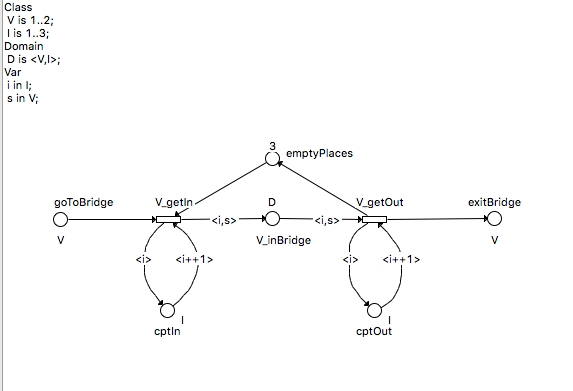 Class
V is 1..2;
I is 1..3;
Domain
D is <V,I>;
Var
i in I;
s in V;
3
emptyPlaces
goToBridge
V_getIn
D
V_getOut
exitBridge
<i,s>
<i,s>
V
V_inBridge
V
<i>
<i++1>
<i>
<i++1>
I
I
cptIn
cptOut